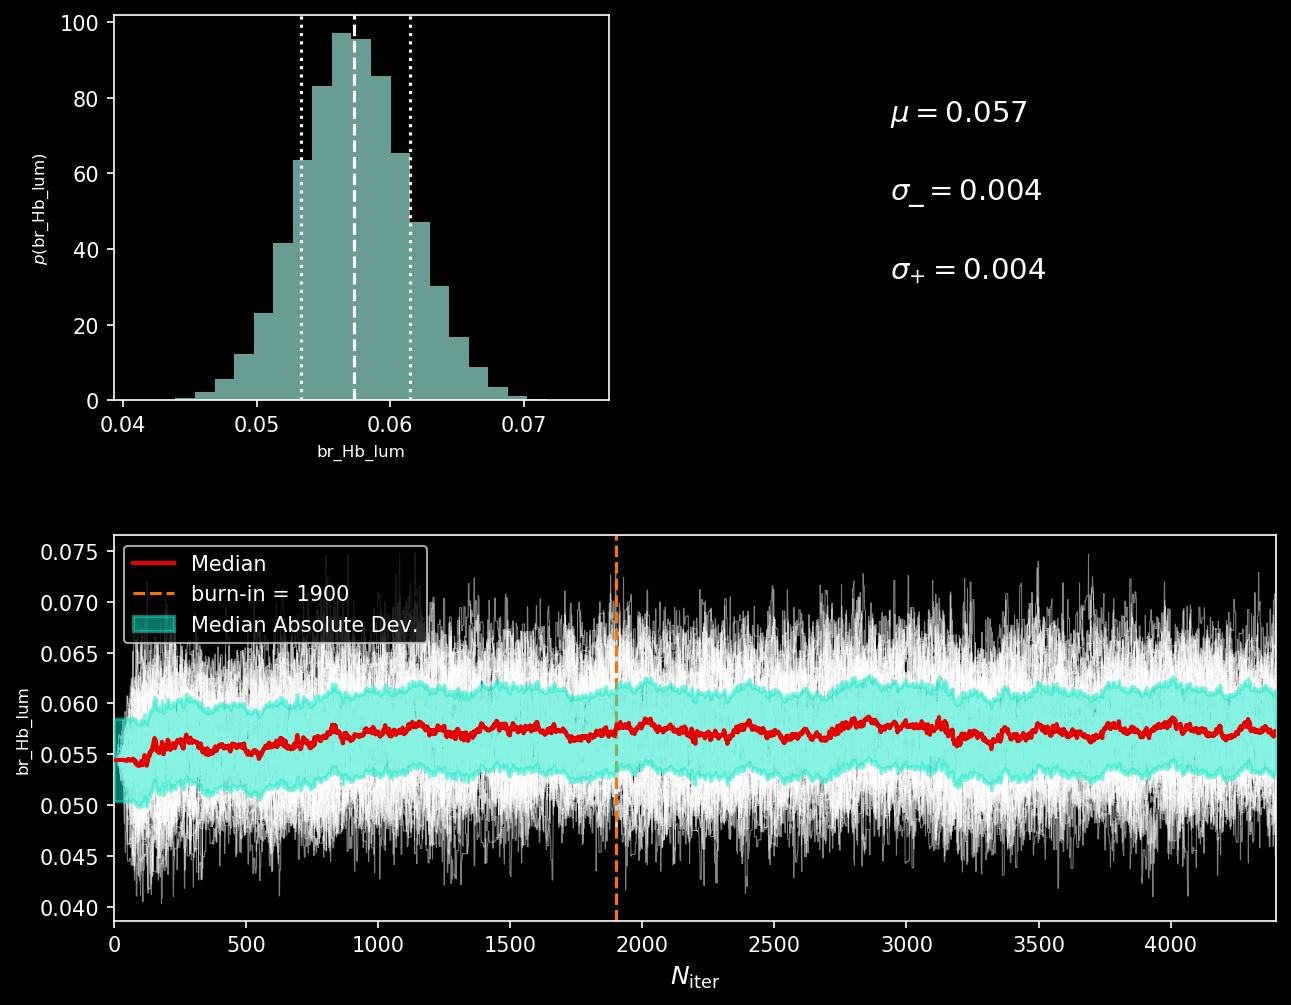 100
80
60
40
20
0
p(br_Hb_lum)
0.04 0.05 0.06 0.07
br_Hb_lum
μ = 0.057
σ₋ = 0.004
σ₊ = 0.004
0.075
0.070
0.065
0.060
0.055
0.050
0.045
0.040
br_Hb_lum
Median
burn-in = 1900
Median Absolute Dev.
0 500 1000 1500 2000 2500 3000 3500 4000
N_iter